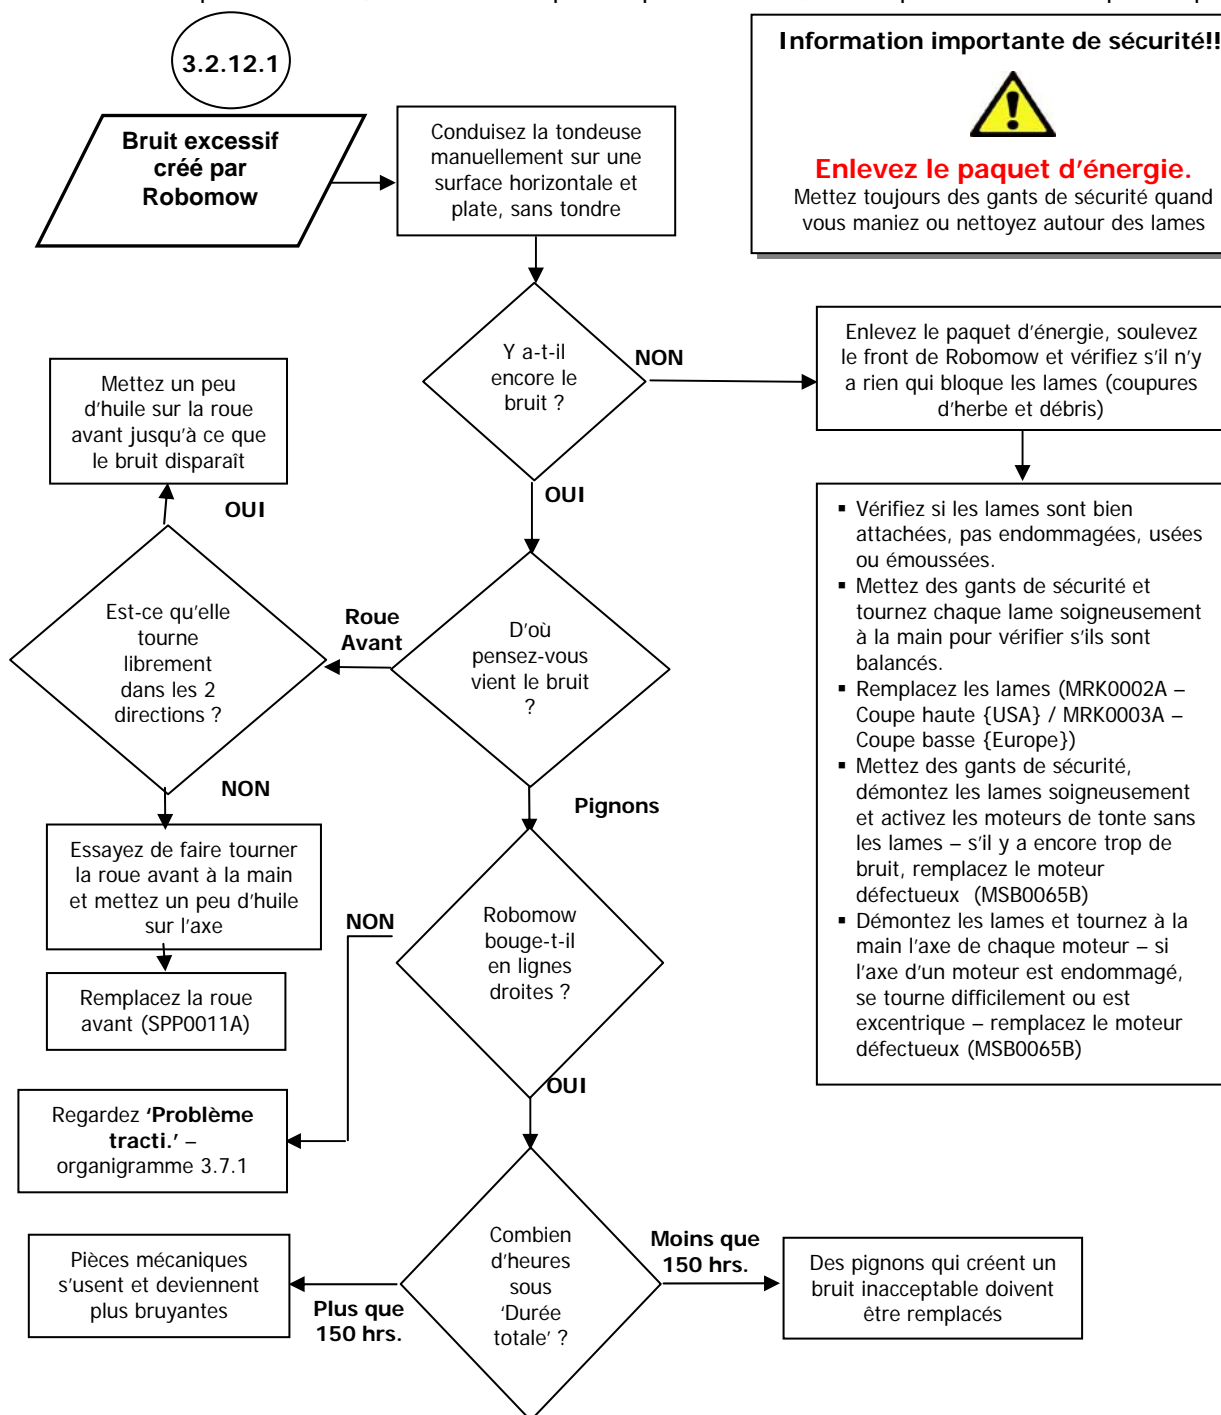 3.2.12.1
Bruit excessif
créé par
Robomow
Conduisez la tondeuse
manuellement sur une
surface horizontale et
plate, sans tondre
Information importante de sécurité!!
Enlevez le paquet d'énergie.
Mettez toujours des gants de sécurité quand
vous maniez ou nettoyez autour des lames
Y a-t-il
encore le
bruit ?
NON
Enlevez le paquet d'énergie, soulevez
le front de Robomow et vérifiez s'il n'y
a rien qui bloque les lames (coupures
d'herbe et débris)
Mettez un peu
d'huile sur la roue
avant jusqu'à ce que
le bruit disparaît
OUI
OUI
▪ Vérifiez si les lames sont bien
attachées, pas endommagées, usées
ou émoussées.
▪ Mettez des gants de sécurité et
tournez chaque lame soigneusement
à la main pour vérifier s'ils sont
balancés.
▪ Remplacez les lames (MRK0002A –
Coupe haute {USA} / MRK0003A –
Coupe basse {Europe})
▪ Mettez des gants de sécurité,
démontez les lames soigneusement
et activez les moteurs de tonte sans
les lames – s'il y a encore trop de
bruit, remplacez le moteur
défectueux (MSB0065B)
▪ Démontez les lames et tournez à la
main l'axe de chaque moteur – si
l'axe d'un moteur est endommagé,
se tourne difficilement ou est
excentrique – remplacez le moteur
défectueux (MSB0065B)
Est-ce qu'elle
tourne
librement
dans les 2
directions ?
Roue
Avant
D'où
pensez-vous
vient le bruit
?
NON
Pignons
Essayez de faire tourner
la roue avant à la main
et mettez un peu d'huile
sur l'axe
Remplacez la roue
avant (SPP0011A)
NON
Robomow
bouge-t-il
en lignes
droites ?
OUI
Regardez 'Problème
tracti.' –
organigramme 3.7.1
Combien
d'heures
sous
'Durée
totale' ?
Moins que
150 hrs.
Des pignons qui créent un
bruit inacceptable doivent
être remplacés
Plus que
150 hrs.
Pièces mécaniques
s'usent et deviennent
plus bruyantes